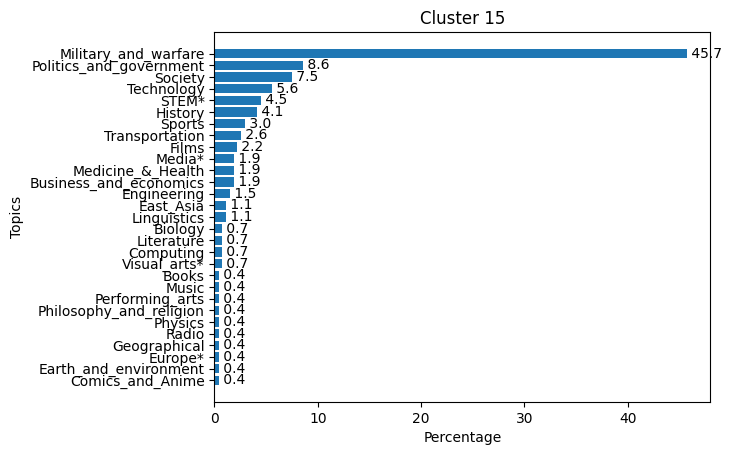 Cluster 15
Topics
Military_and_warfare 45.7
Politics_and_government 8.6
Society 7.5
Technology 5.6
STEM* 4.5
History 4.1
Sports 3.0
Transportation 2.6
Films 2.2
Media* 1.9
Medicine_&_Health 1.9
Business_and_economics 1.9
Engineering 1.5
East_Asia 1.1
Linguistics 1.1
Biology 0.7
Literature 0.7
Computing 0.7
Visual_arts* 0.7
Books 0.4
Music 0.4
Performing_arts 0.4
Philosophy_and_religion 0.4
Physics 0.4
Radio 0.4
Geographical 0.4
Europe* 0.4
Earth_and_environment 0.4
Comics_and_Anime 0.4
0 10 20 30 40
Percentage